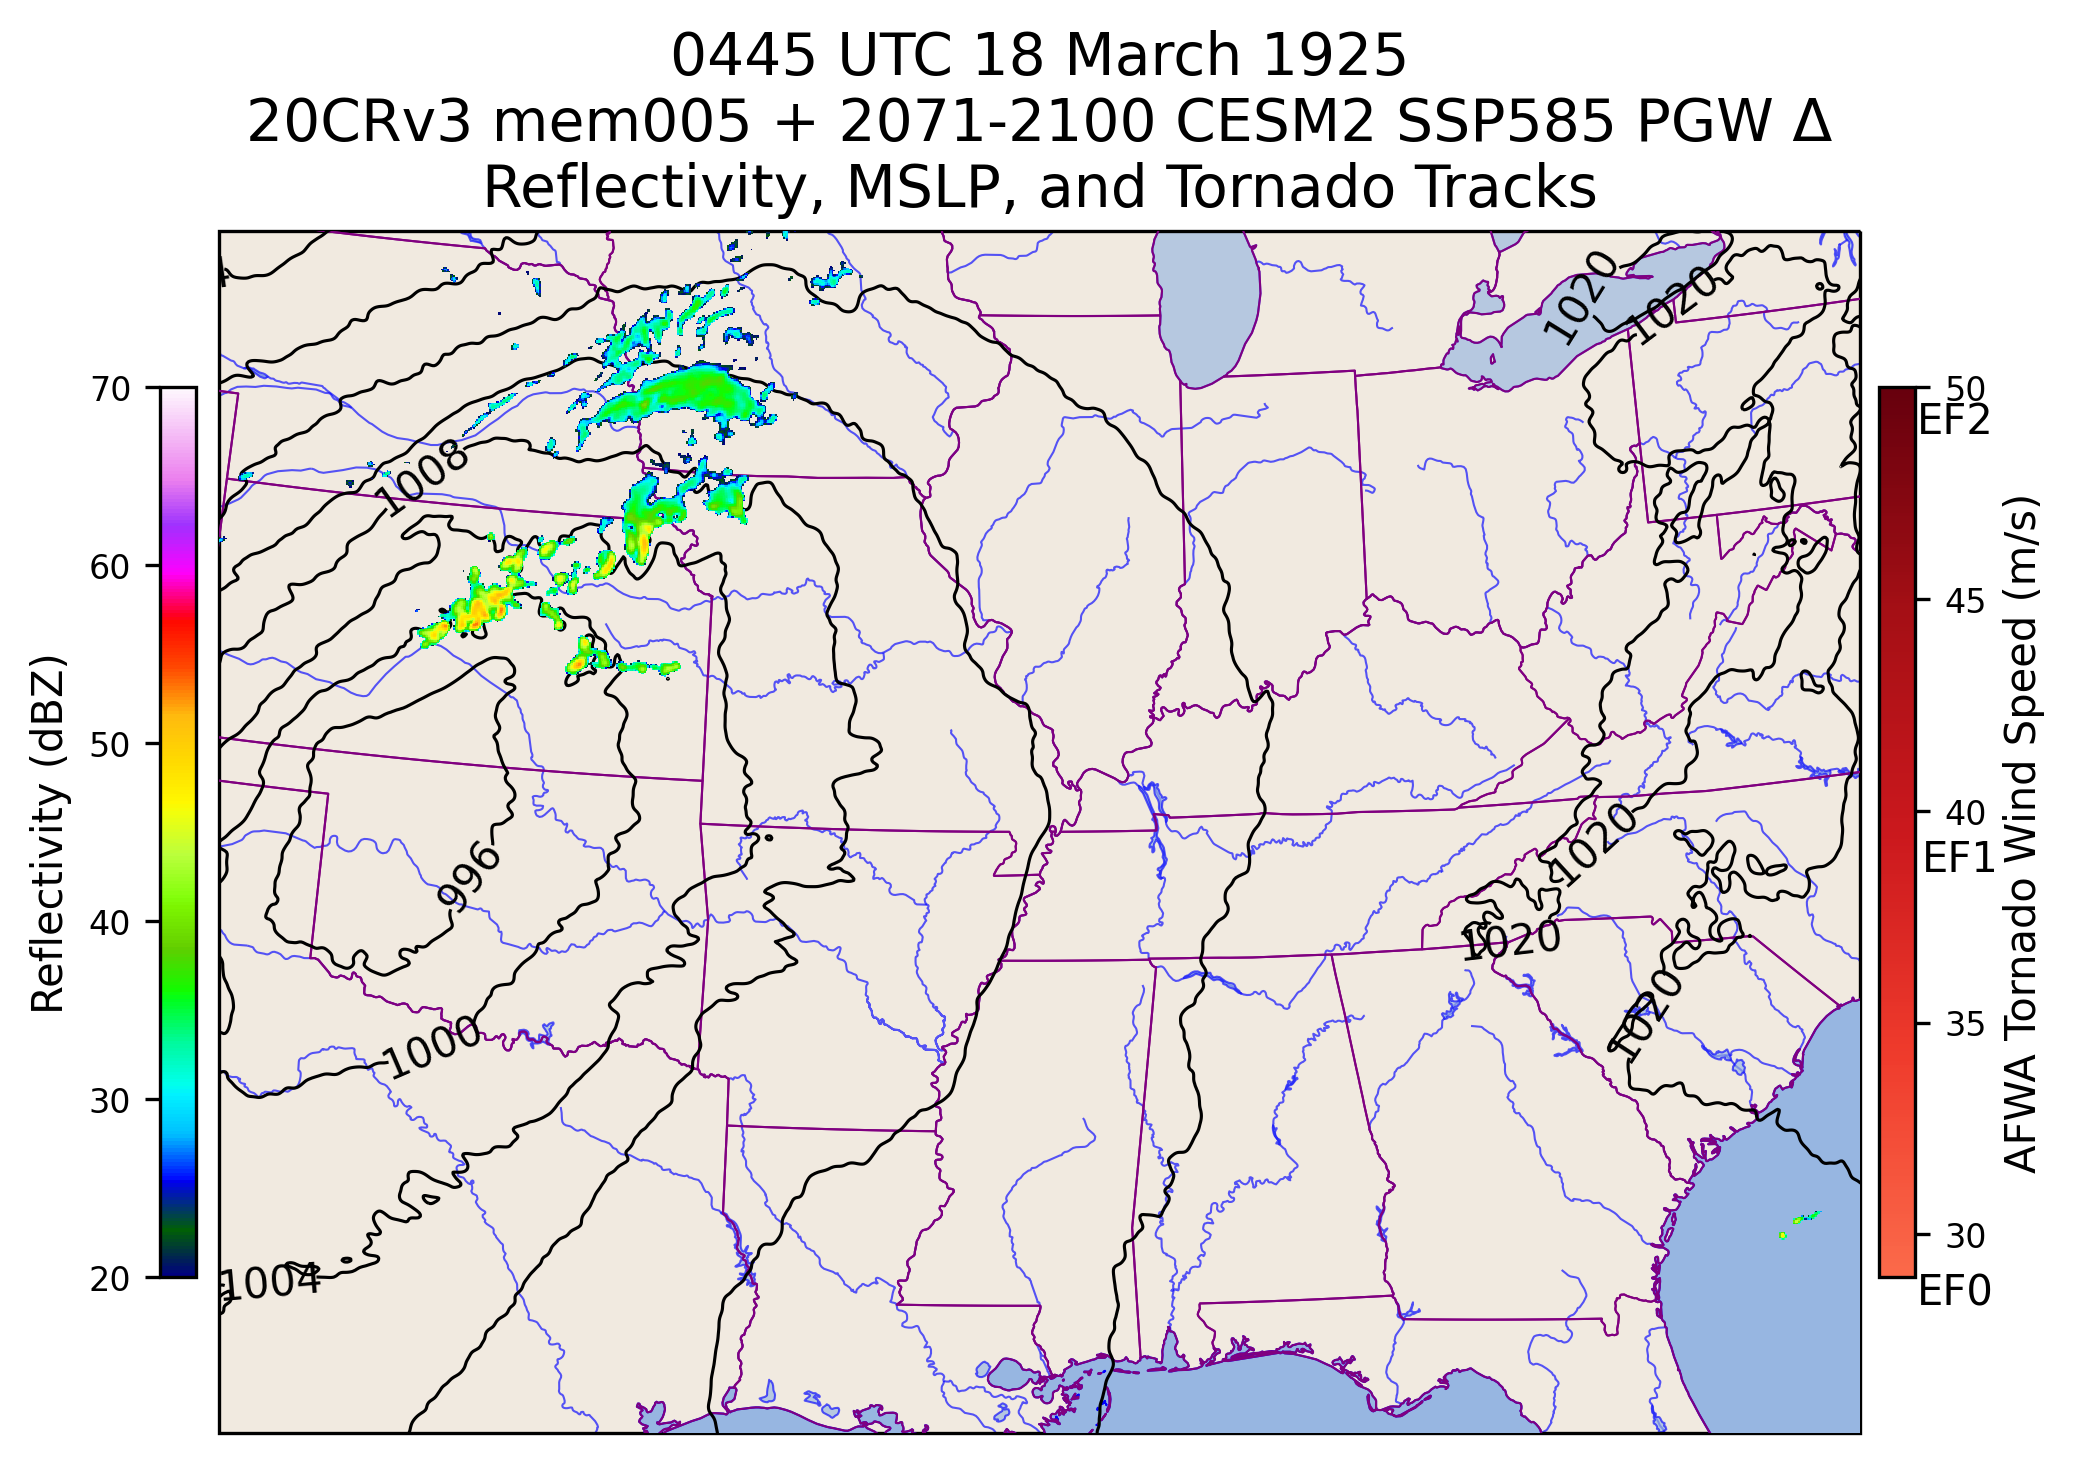 0445 UTC 18 March 1925
20CRv3 mem005 + 2071-2100 CESM2 SSP585 PGW Δ
Reflectivity, MSLP, and Tornado Tracks
Reflectivity (dBZ)
70
60
50
40
30
20
1020
1020
1008
996
1020
1020
1020
1000
1004
50
EF2
45
40
EF1
35
30
EF0
AFWA Tornado Wind Speed (m/s)